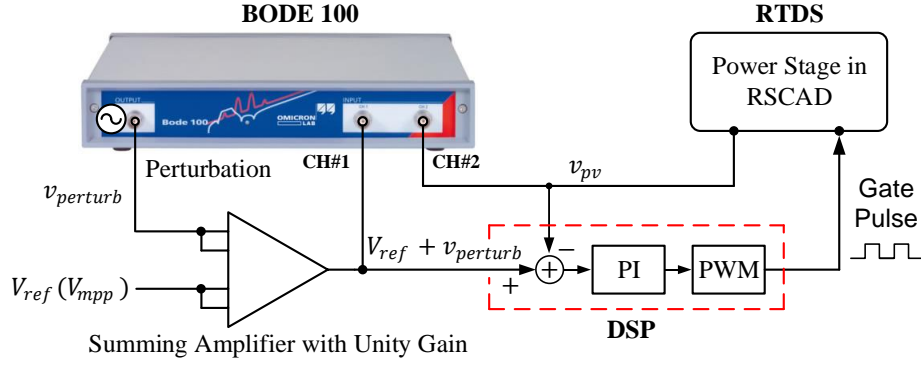 BODE 100
RTDS
Power Stage in
RSCAD
OUTPUT
INPUT
Bode 100
OMICRON
LAB
CH#1
CH#2
Perturbation
v_perturb
v_pv
Gate
Pulse
V_ref + v_perturb
−
+
+
PI
PWM
V_ref (V_mpp)
DSP
Summing Amplifier with Unity Gain